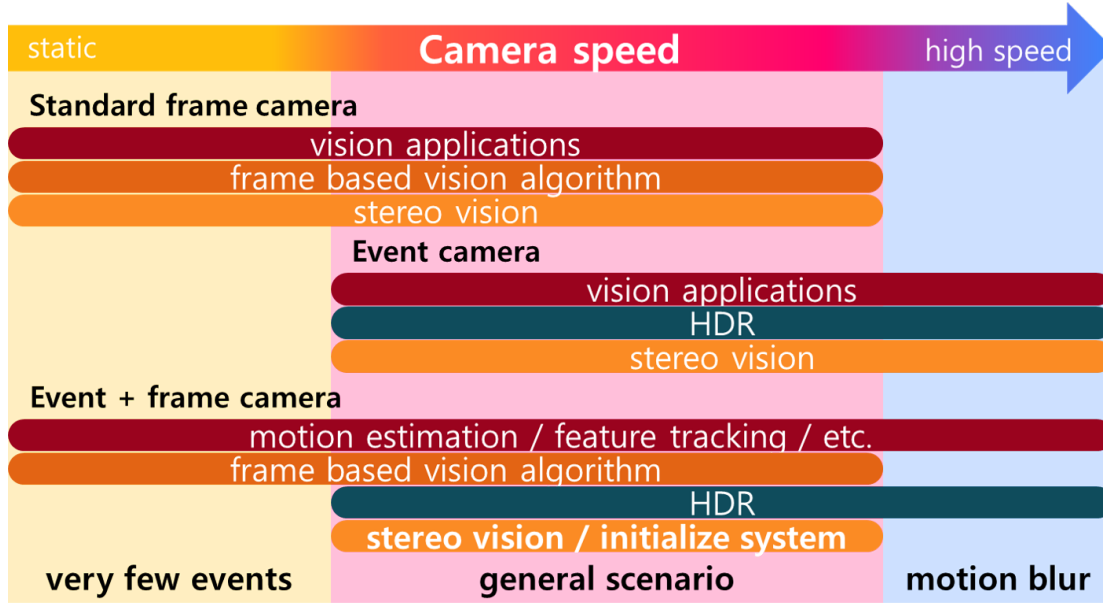 static Camera speed high speed
Standard frame camera
vision applications
frame based vision algorithm
stereo vision
Event camera
vision applications
HDR
stereo vision
Event + frame camera
motion estimation / feature tracking / etc.
frame based vision algorithm
HDR
stereo vision / initialize system
very few events general scenario motion blur